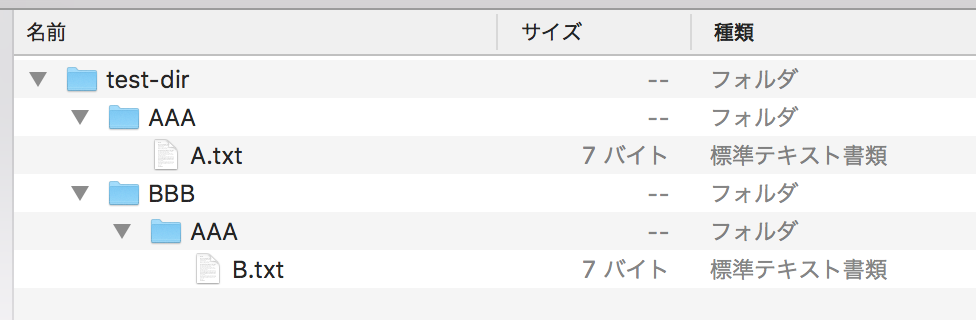 名前 サイズ 種類
test-dir -- フォルダ
AAA -- フォルダ
A.txt 7 バイト 標準テキスト書類
BBB -- フォルダ
AAA -- フォルダ
B.txt 7 バイト 標準テキスト書類